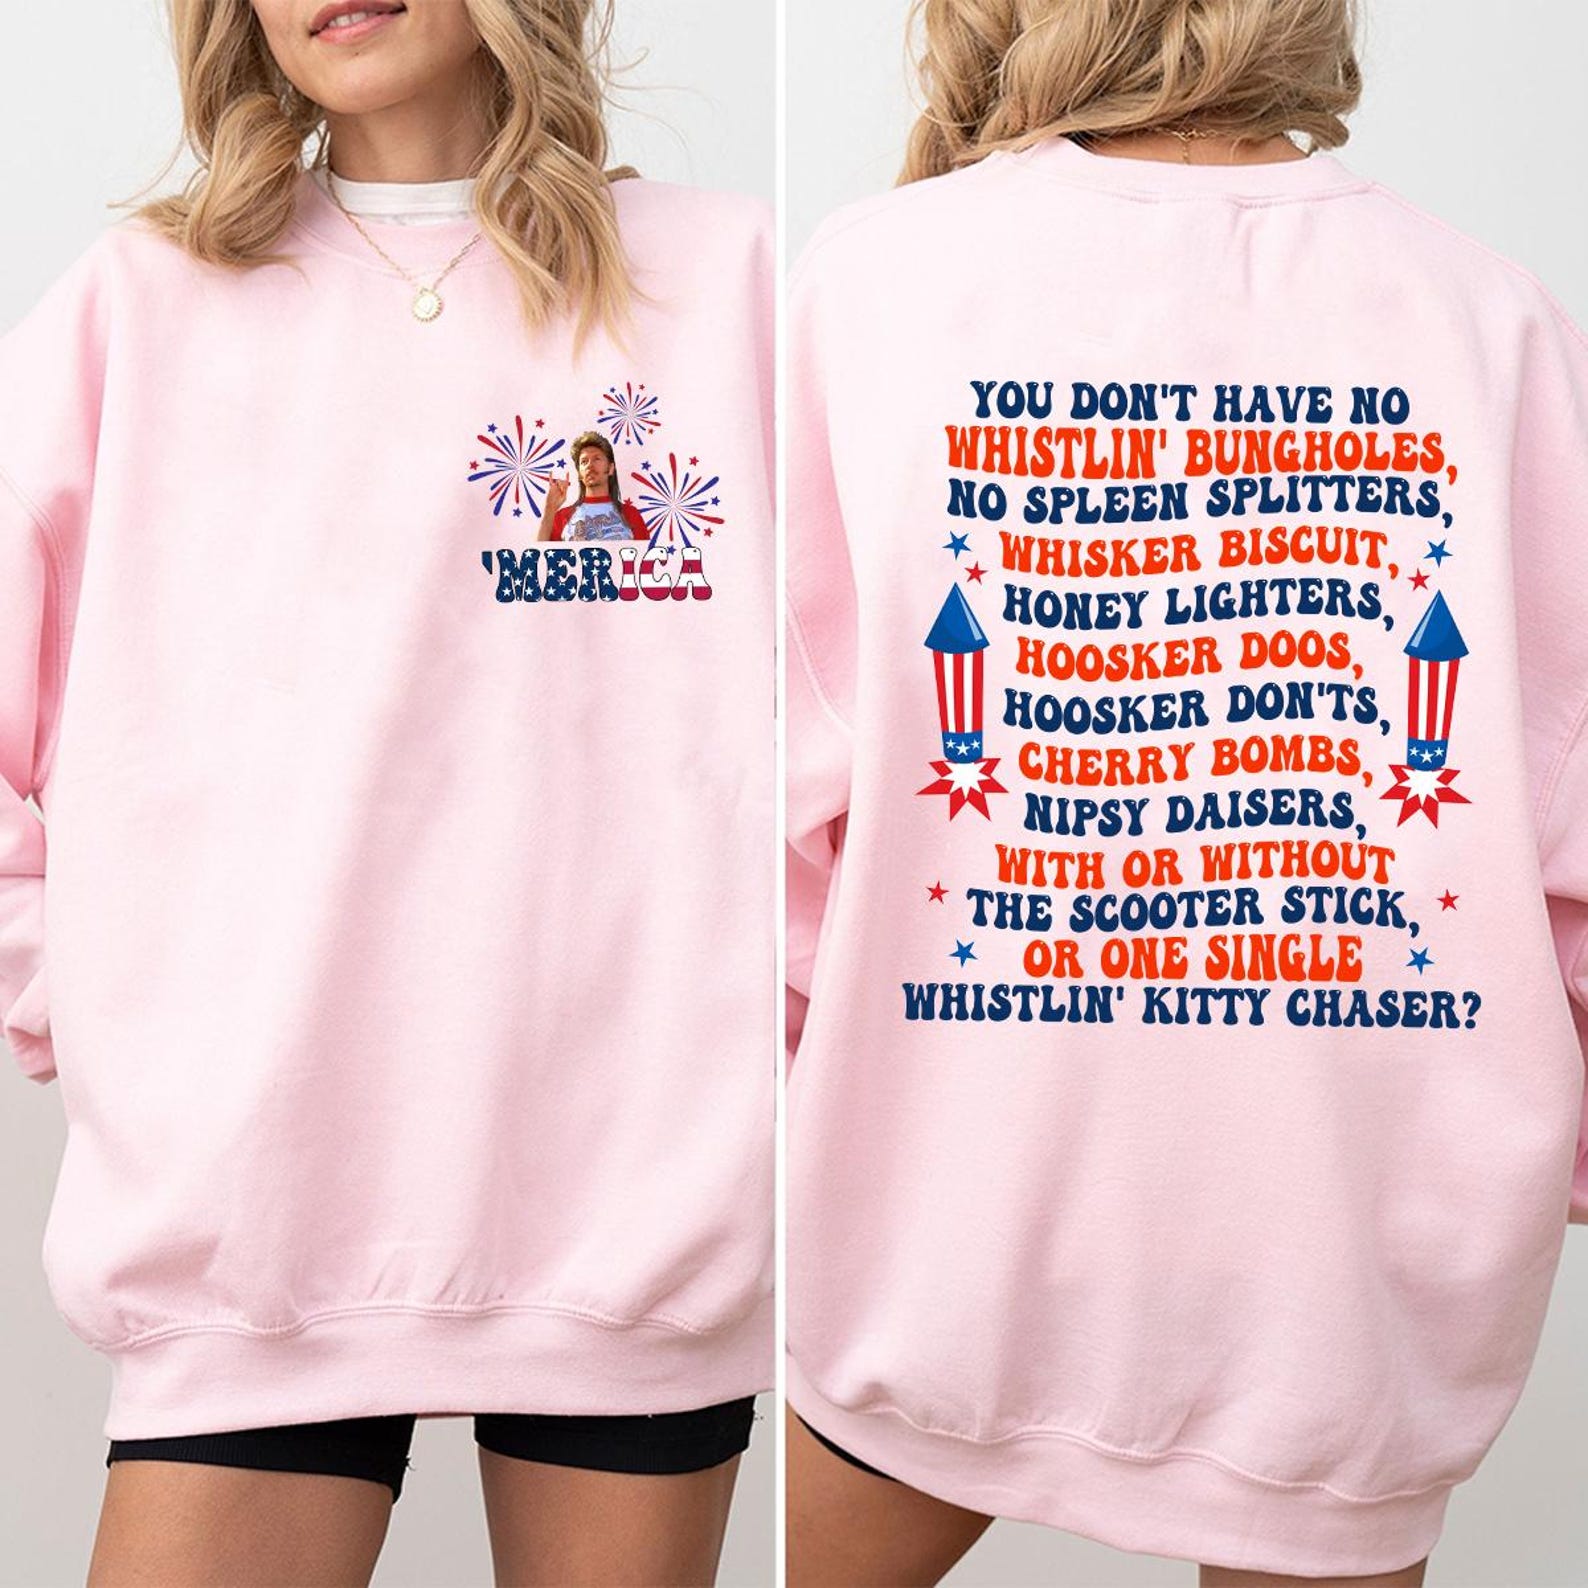 'MERICA
YOU DON'T HAVE NO
WHISTLIN' BUNGHOLES,
NO SPLEEN SPLITTERS,
WHISKER BISCUIT,
HONEY LIGHTERS,
HOOSKER DOOS,
HOOSKER DON'TS,
CHERRY BOMBS,
NIPSY DAISERS,
WITH OR WITHOUT
THE SCOOTER STICK,
OR ONE SINGLE
WHISTLIN' KITTY CHASER?